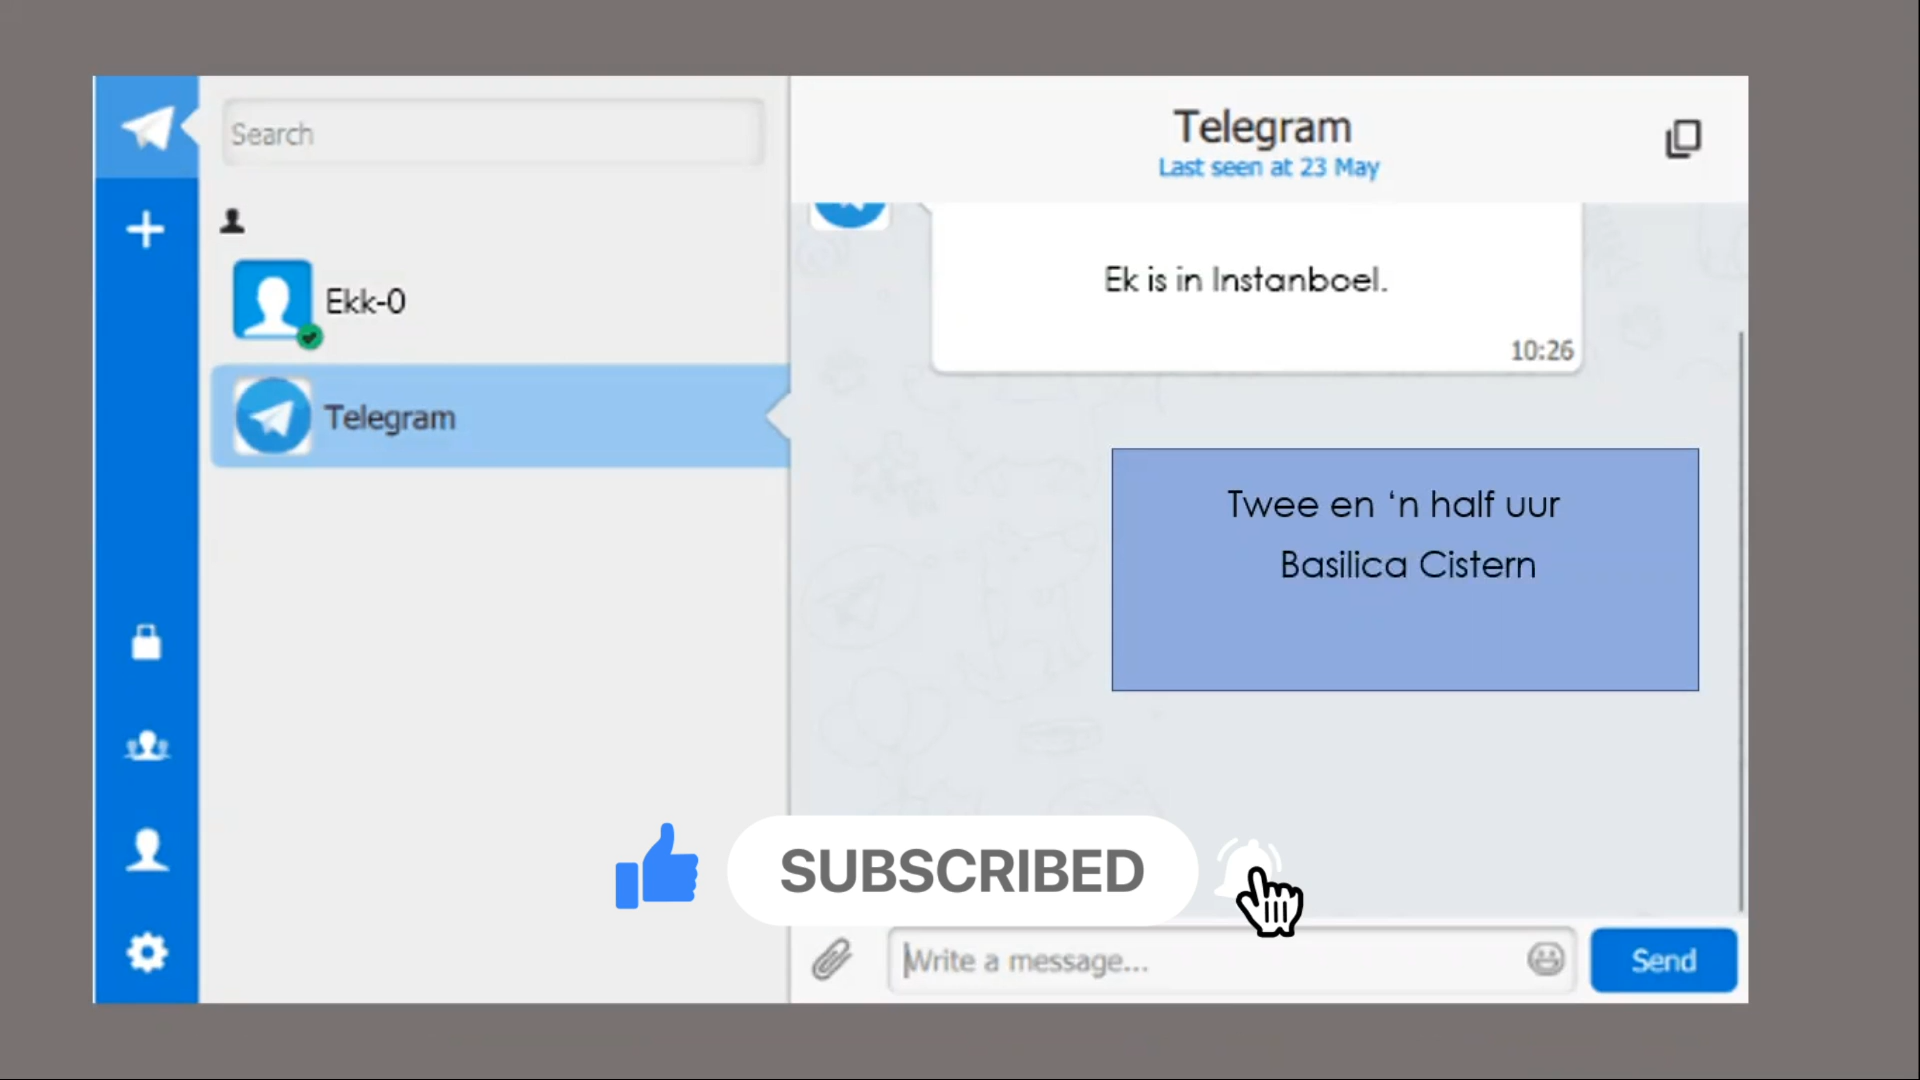 Search
Ekk-0
Telegram
Telegram
Last seen at 23 May
Ek is in Instanboel.
10:26
Twee en ‘n half uur
Basilica Cistern
SUBSCRIBED
Write a message...
Send